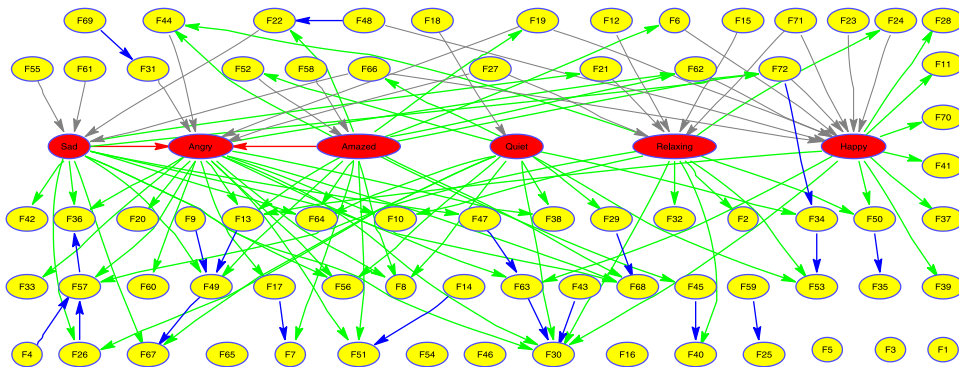 F69 F44 F22 F48 F18 F19 F12 F6 F15 F71 F23 F24 F28
F55 F61 F31 F52 F58 F66 F27 F21 F62 F72 F11
F70
Sad Angry Amazed Quiet Relaxing Happy
F41
F42 F36 F20 F9 F13 F64 F10 F47 F38 F29 F32 F2 F34 F50 F37
F33 F57 F60 F49 F17 F56 F8 F14 F63 F43 F68 F45 F59 F53 F35 F39
F4 F26 F67 F65 F7 F51 F54 F46 F30 F16 F40 F25 F5 F3 F1